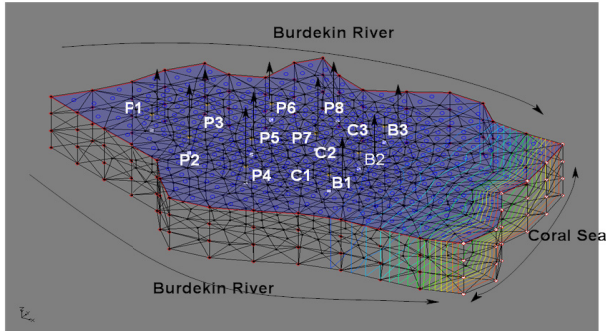 Burdekin River
P1
P3
P6
P8
P5
P7
C3
B3
P2
C2
B2
P4
C1
B1
Coral Sea
Burdekin River